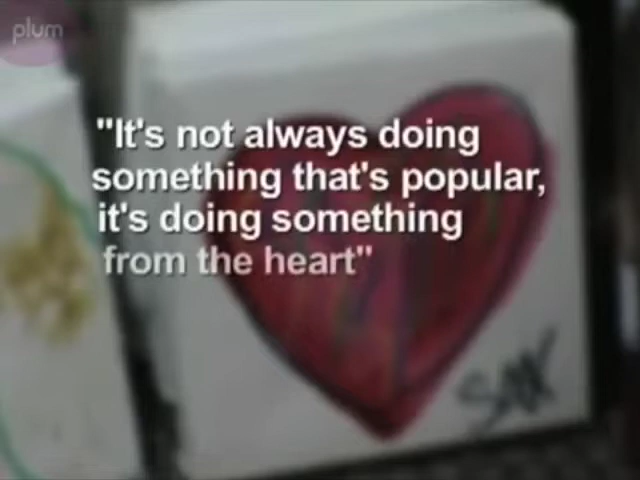 plum
"It's not always doing
something that's popular,
it's doing something
from the heart"